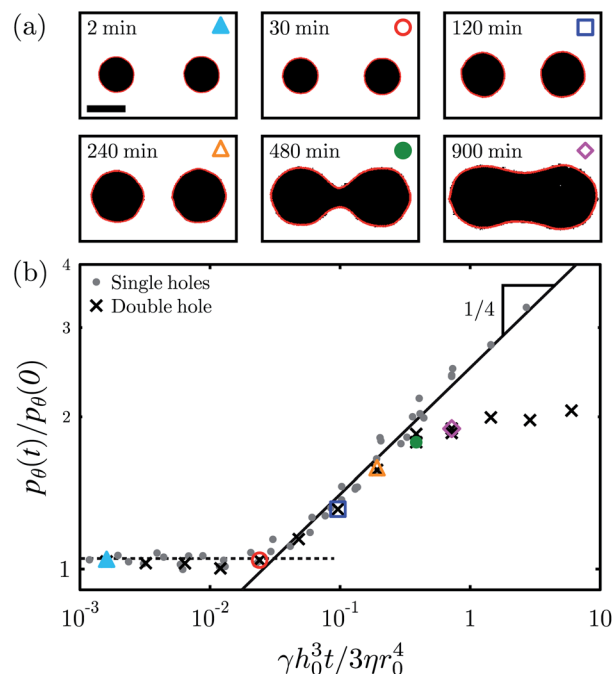 (a)
2 min
30 min
120 min
240 min
480 min
900 min
(b)
Single holes
Double hole
1/4
4
3
2
1
pθ(t)/pθ(0)
10⁻³
10⁻²
10⁻¹
1
10
γh₀³t/3ηr₀⁴